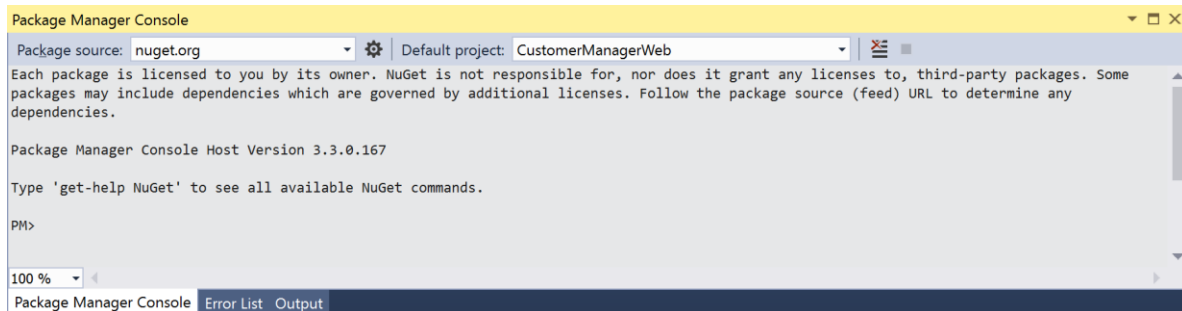 Package Manager Console
Package source: nuget.org Default project: CustomerManagerWeb
Each package is licensed to you by its owner. NuGet is not responsible for, nor does it grant any licenses to, third-party packages. Some
packages may include dependencies which are governed by additional licenses. Follow the package source (feed) URL to determine any
dependencies.
Package Manager Console Host Version 3.3.0.167
Type 'get-help NuGet' to see all available NuGet commands.
PM>
100 %
Package Manager Console Error List Output